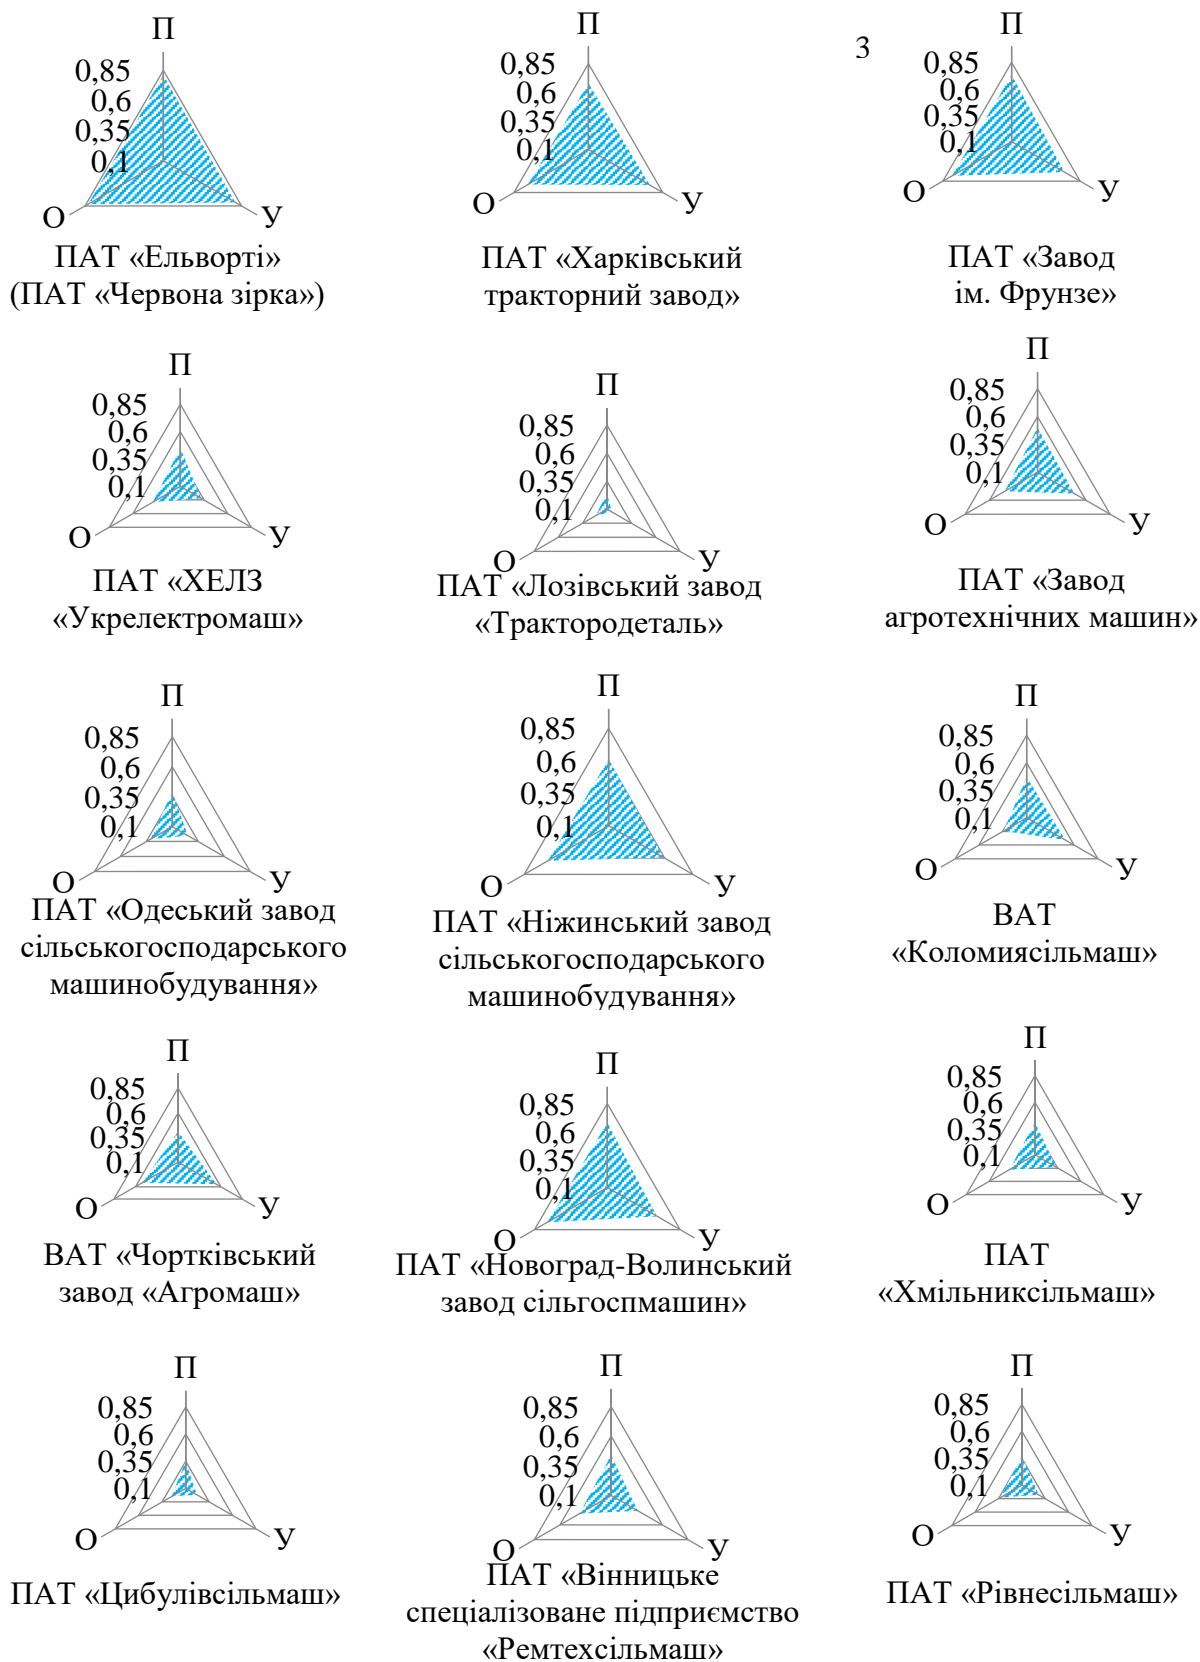 П
0,85
0,6
0,35
0,1
О
У
ПАТ «Ельворті»
(ПАТ «Червона зірка»)
П
0,85
0,6
0,35
0,1
О
У
ПАТ «Харківський
тракторний завод»
3
П
0,85
0,6
0,35
0,1
О
У
ПАТ «Завод
ім. Фрунзе»
П
0,85
0,6
0,35
0,1
О
У
ПАТ «ХЕЛЗ
«Укрелектромаш»
П
0,85
0,6
0,35
0,1
О
У
ПАТ «Лозівський завод
«Трактородеталь»
П
0,85
0,6
0,35
0,1
О
У
ПАТ «Завод
агротехнічних машин»
П
0,85
0,6
0,35
0,1
О
У
ПАТ «Одеський завод
сільськогосподарського
машинобудування»
П
0,85
0,6
0,35
0,1
О
У
ПАТ «Ніжинський завод
сільськогосподарського
машинобудування»
П
0,85
0,6
0,35
0,1
О
У
ВАТ
«Коломиясільмаш»
П
0,85
0,6
0,35
0,1
О
У
ВАТ «Чортківський
завод «Агромаш»
П
0,85
0,6
0,35
0,1
О
У
ПАТ «Новоград-Волинський
завод сільгоспмашин»
П
0,85
0,6
0,35
0,1
О
У
ПАТ
«Хмільниксільмаш»
П
0,85
0,6
0,35
0,1
О
У
ПАТ «Цибулівсільмаш»
П
0,85
0,6
0,35
0,1
О
У
ПАТ «Вінницьке
спеціалізоване підприємство
«Ремтехсільмаш»
П
0,85
0,6
0,35
0,1
О
У
ПАТ «Рівнесільмаш»